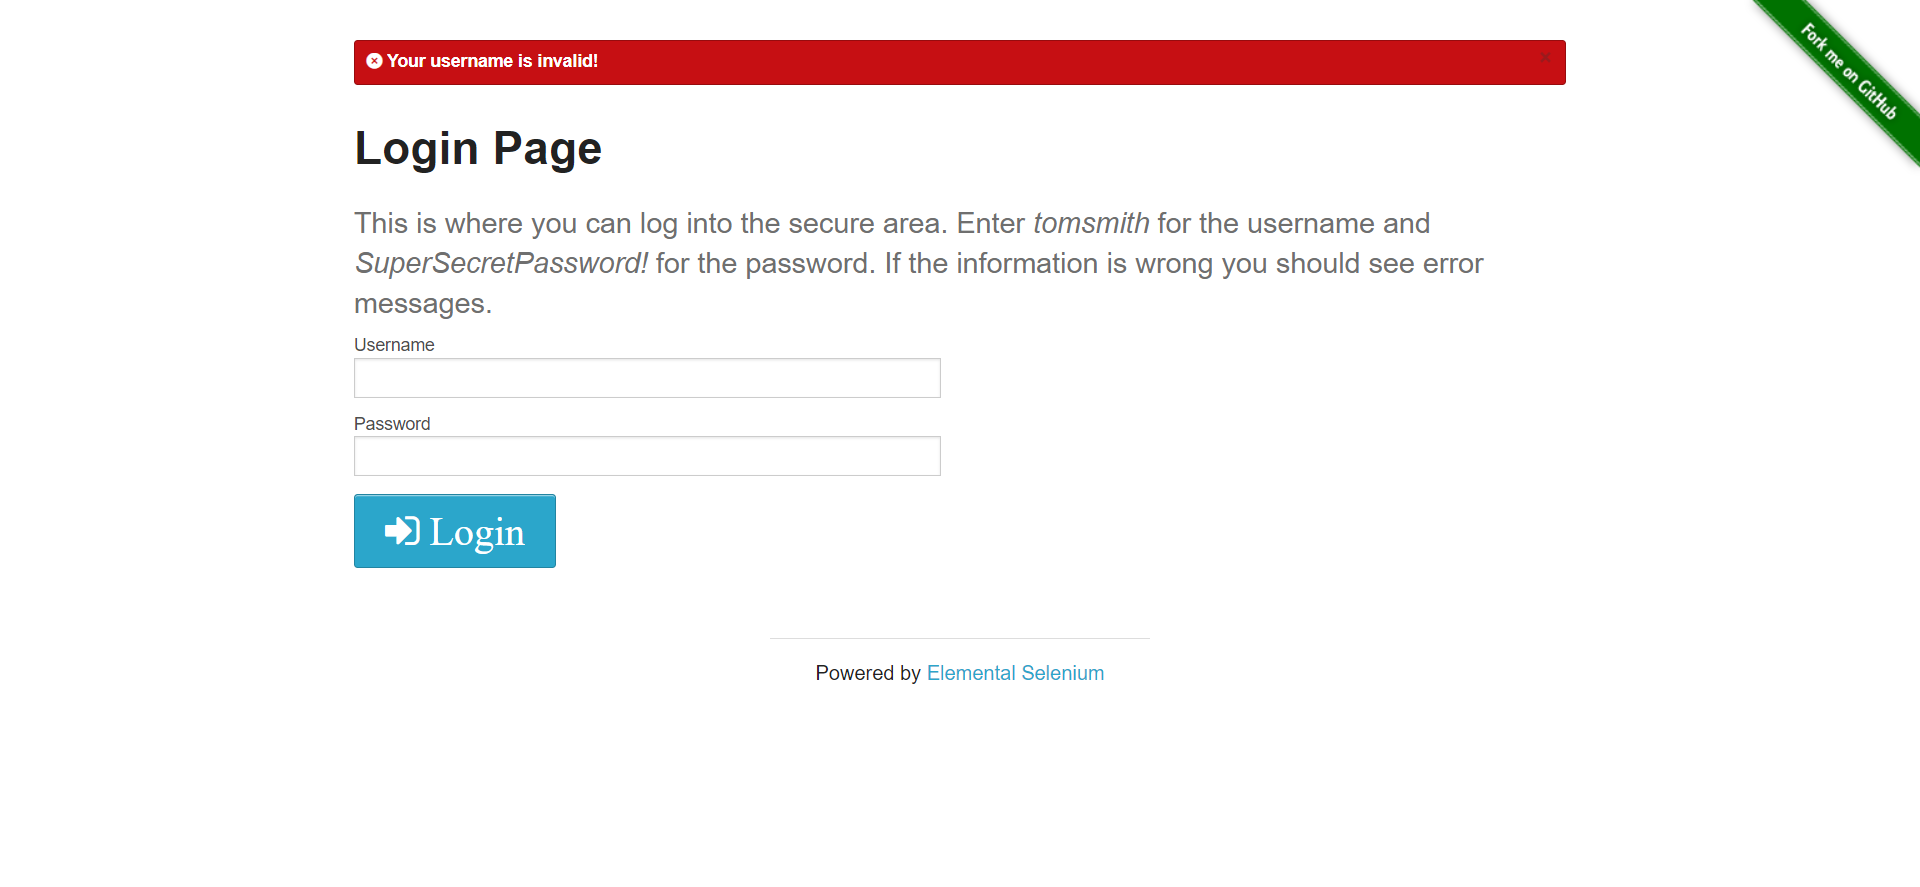 Your username is invalid!
Fork me on GitHub
Login Page
This is where you can log into the secure area. Enter tomsmith for the username and
SuperSecretPassword! for the password. If the information is wrong you should see error
messages.
Username
Password
Login
Powered by Elemental Selenium